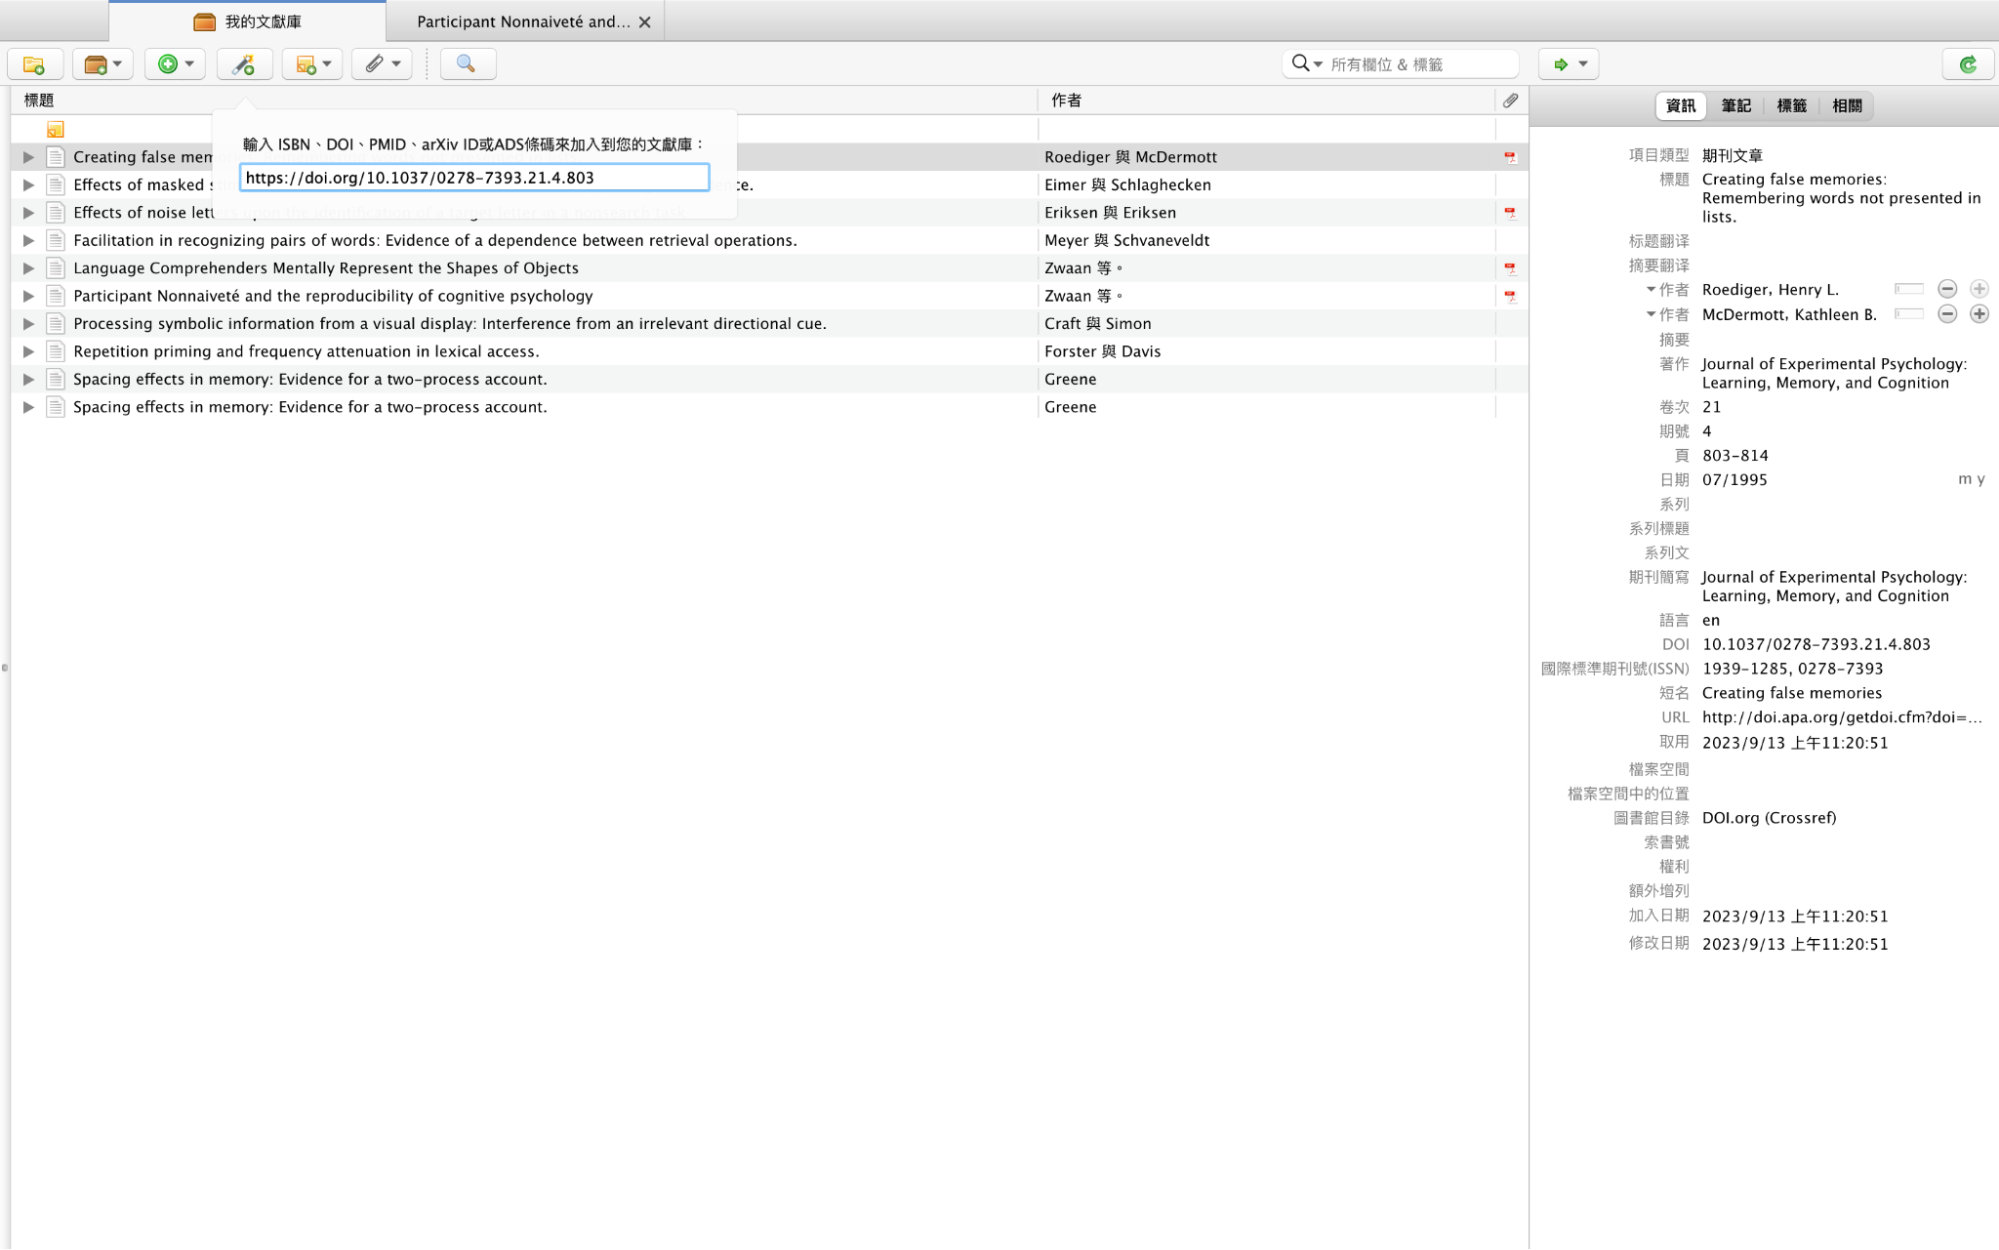 我的文獻庫
Participant Nonnaiveté and...
所有欄位 & 標籤
標題
作者
輸入 ISBN、DOI、PMID、arXiv ID或ADS條碼來加入到您的文獻庫：
https://doi.org/10.1037/0278-7393.21.4.803
Creating false mem
Roediger 與 McDermott
Effects of masked s
ce.
Eimer 與 Schlaghecken
Effects of noise lett
Eriksen 與 Eriksen
Facilitation in recognizing pairs of words: Evidence of a dependence between retrieval operations.
Meyer 與 Schvaneveldt
Language Comprehenders Mentally Represent the Shapes of Objects
Zwaan 等。
Participant Nonnaiveté and the reproducibility of cognitive psychology
Zwaan 等。
Processing symbolic information from a visual display: Interference from an irrelevant directional cue.
Craft 與 Simon
Repetition priming and frequency attenuation in lexical access.
Forster 與 Davis
Spacing effects in memory: Evidence for a two-process account.
Greene
Spacing effects in memory: Evidence for a two-process account.
Greene
資訊 筆記 標籤 相關
項目類型 期刊文章
標題 Creating false memories:
Remembering words not presented in
lists.
标题翻译
摘要翻译
作者 Roediger, Henry L.
作者 McDermott, Kathleen B.
摘要
著作 Journal of Experimental Psychology:
Learning, Memory, and Cognition
卷次 21
期號 4
頁 803-814
日期 07/1995 m y
系列
系列標題
系列文
期刊簡寫 Journal of Experimental Psychology:
Learning, Memory, and Cognition
語言 en
DOI 10.1037/0278-7393.21.4.803
國際標準期刊號(ISSN) 1939-1285, 0278-7393
短名 Creating false memories
URL http://doi.apa.org/getdoi.cfm?doi=...
取用 2023/9/13 上午11:20:51
檔案空間
檔案空間中的位置
圖書館目錄 DOI.org (Crossref)
索書號
權利
額外增列
加入日期 2023/9/13 上午11:20:51
修改日期 2023/9/13 上午11:20:51